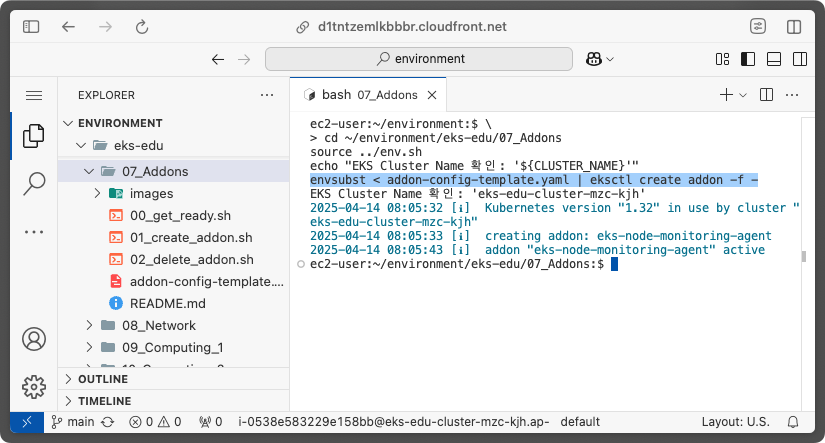 d1tntzemlkbbbr.cloudfront.net
environment
EXPLORER
ENVIRONMENT
eks-edu
07_Addons
images
00_get_ready.sh
01_create_addon.sh
02_delete_addon.sh
addon-config-template....
README.md
08_Network
09_Computing_1
OUTLINE
TIMELINE
bash 07_Addons
ec2-user:~/environment:$ \
> cd ~/environment/eks-edu/07_Addons
source ../env.sh
echo "EKS Cluster Name 확인: '${CLUSTER_NAME}'"
envsubst < addon-config-template.yaml | eksctl create addon -f -
EKS Cluster Name 확인: 'eks-edu-cluster-mzc-kjh'
2025-04-14 08:05:32 [ℹ]  Kubernetes version "1.32" in use by cluster "
eks-edu-cluster-mzc-kjh"
2025-04-14 08:05:33 [ℹ]  creating addon: eks-node-monitoring-agent
2025-04-14 08:05:43 [ℹ]  addon "eks-node-monitoring-agent" active
ec2-user:~/environment/eks-edu/07_Addons:$
main 0 0 0 i-0538e583229e158bb@eks-edu-cluster-mzc-kjh.ap- default Layout: U.S.